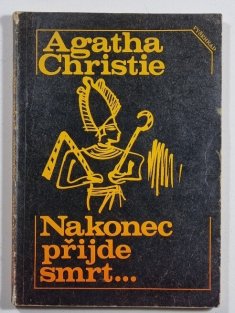 Agatha
Christie
Nakonec
přijde
smrt...